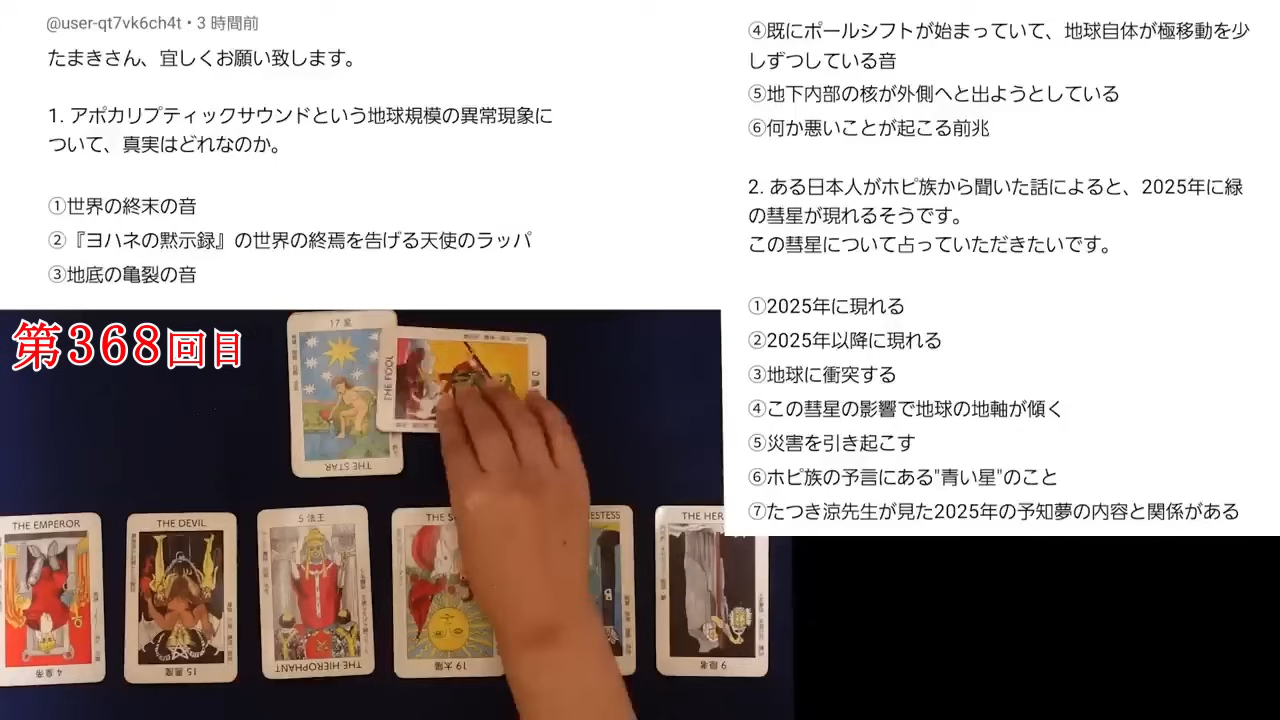 @user-qt7vk6ch4t • 3 時間前
たまきさん、宜しくお願い致します。
1. アポカリプティックサウンドという地球規模の異常現象に
ついて、真実はどれなのか。
①世界の終末の音
②『ヨハネの黙示録』の世界の終焉を告げる天使のラッパ
③地底の亀裂の音
④既にポールシフトが始まっていて、地球自体が極移動を少
しずつしている音
⑤地下内部の核が外側へと出ようとしている
⑥何か悪いことが起こる前兆
2. ある日本人がホピ族から聞いた話によると、2025年に緑
の彗星が現れるそうです。
この彗星について占っていただきたいです。
①2025年に現れる
②2025年以降に現れる
③地球に衝突する
④この彗星の影響で地球の地軸が傾く
⑤災害を引き起こす
⑥ホピ族の予言にある"青い星"のこと
⑦たつき涼先生が見た2025年の予知夢の内容と関係がある
第368回目
17 星
THE STAR
THE FOOL
THE EMPEROR
4 皇帝
THE DEVIL
15 悪魔
5 法王
THE HIEROPHANT
THE S
19 太陽
ESTESS
THE HER
9 隠者